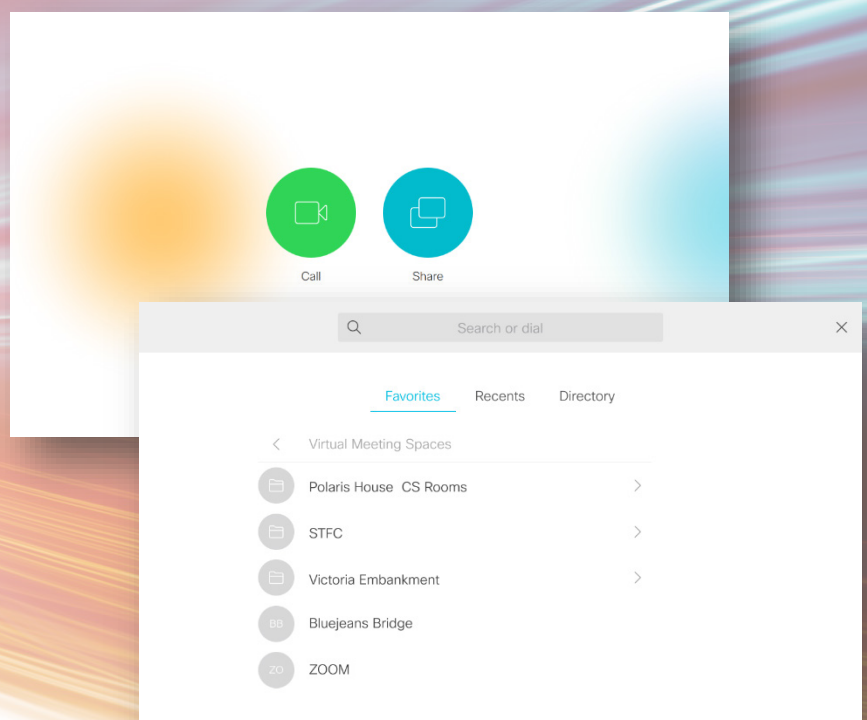 Call
Share
Search or dial
Favorites Recents Directory
Virtual Meeting Spaces
Polaris House CS Rooms
STFC
Victoria Embankment
BB Bluejeans Bridge
ZO ZOOM